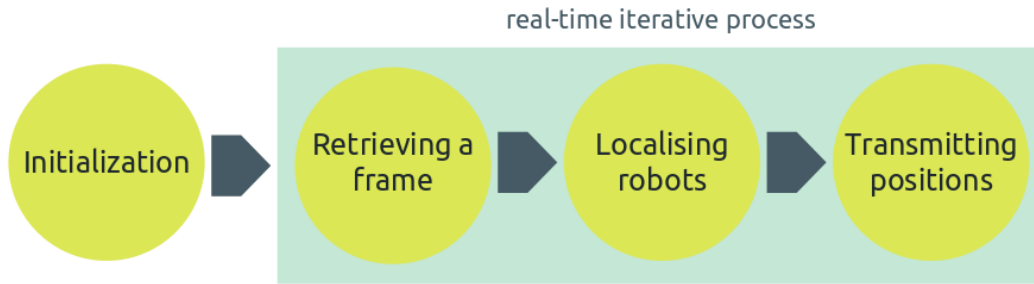 real-time iterative process
Initialization
Retrieving a
frame
Localising
robots
Transmitting
positions